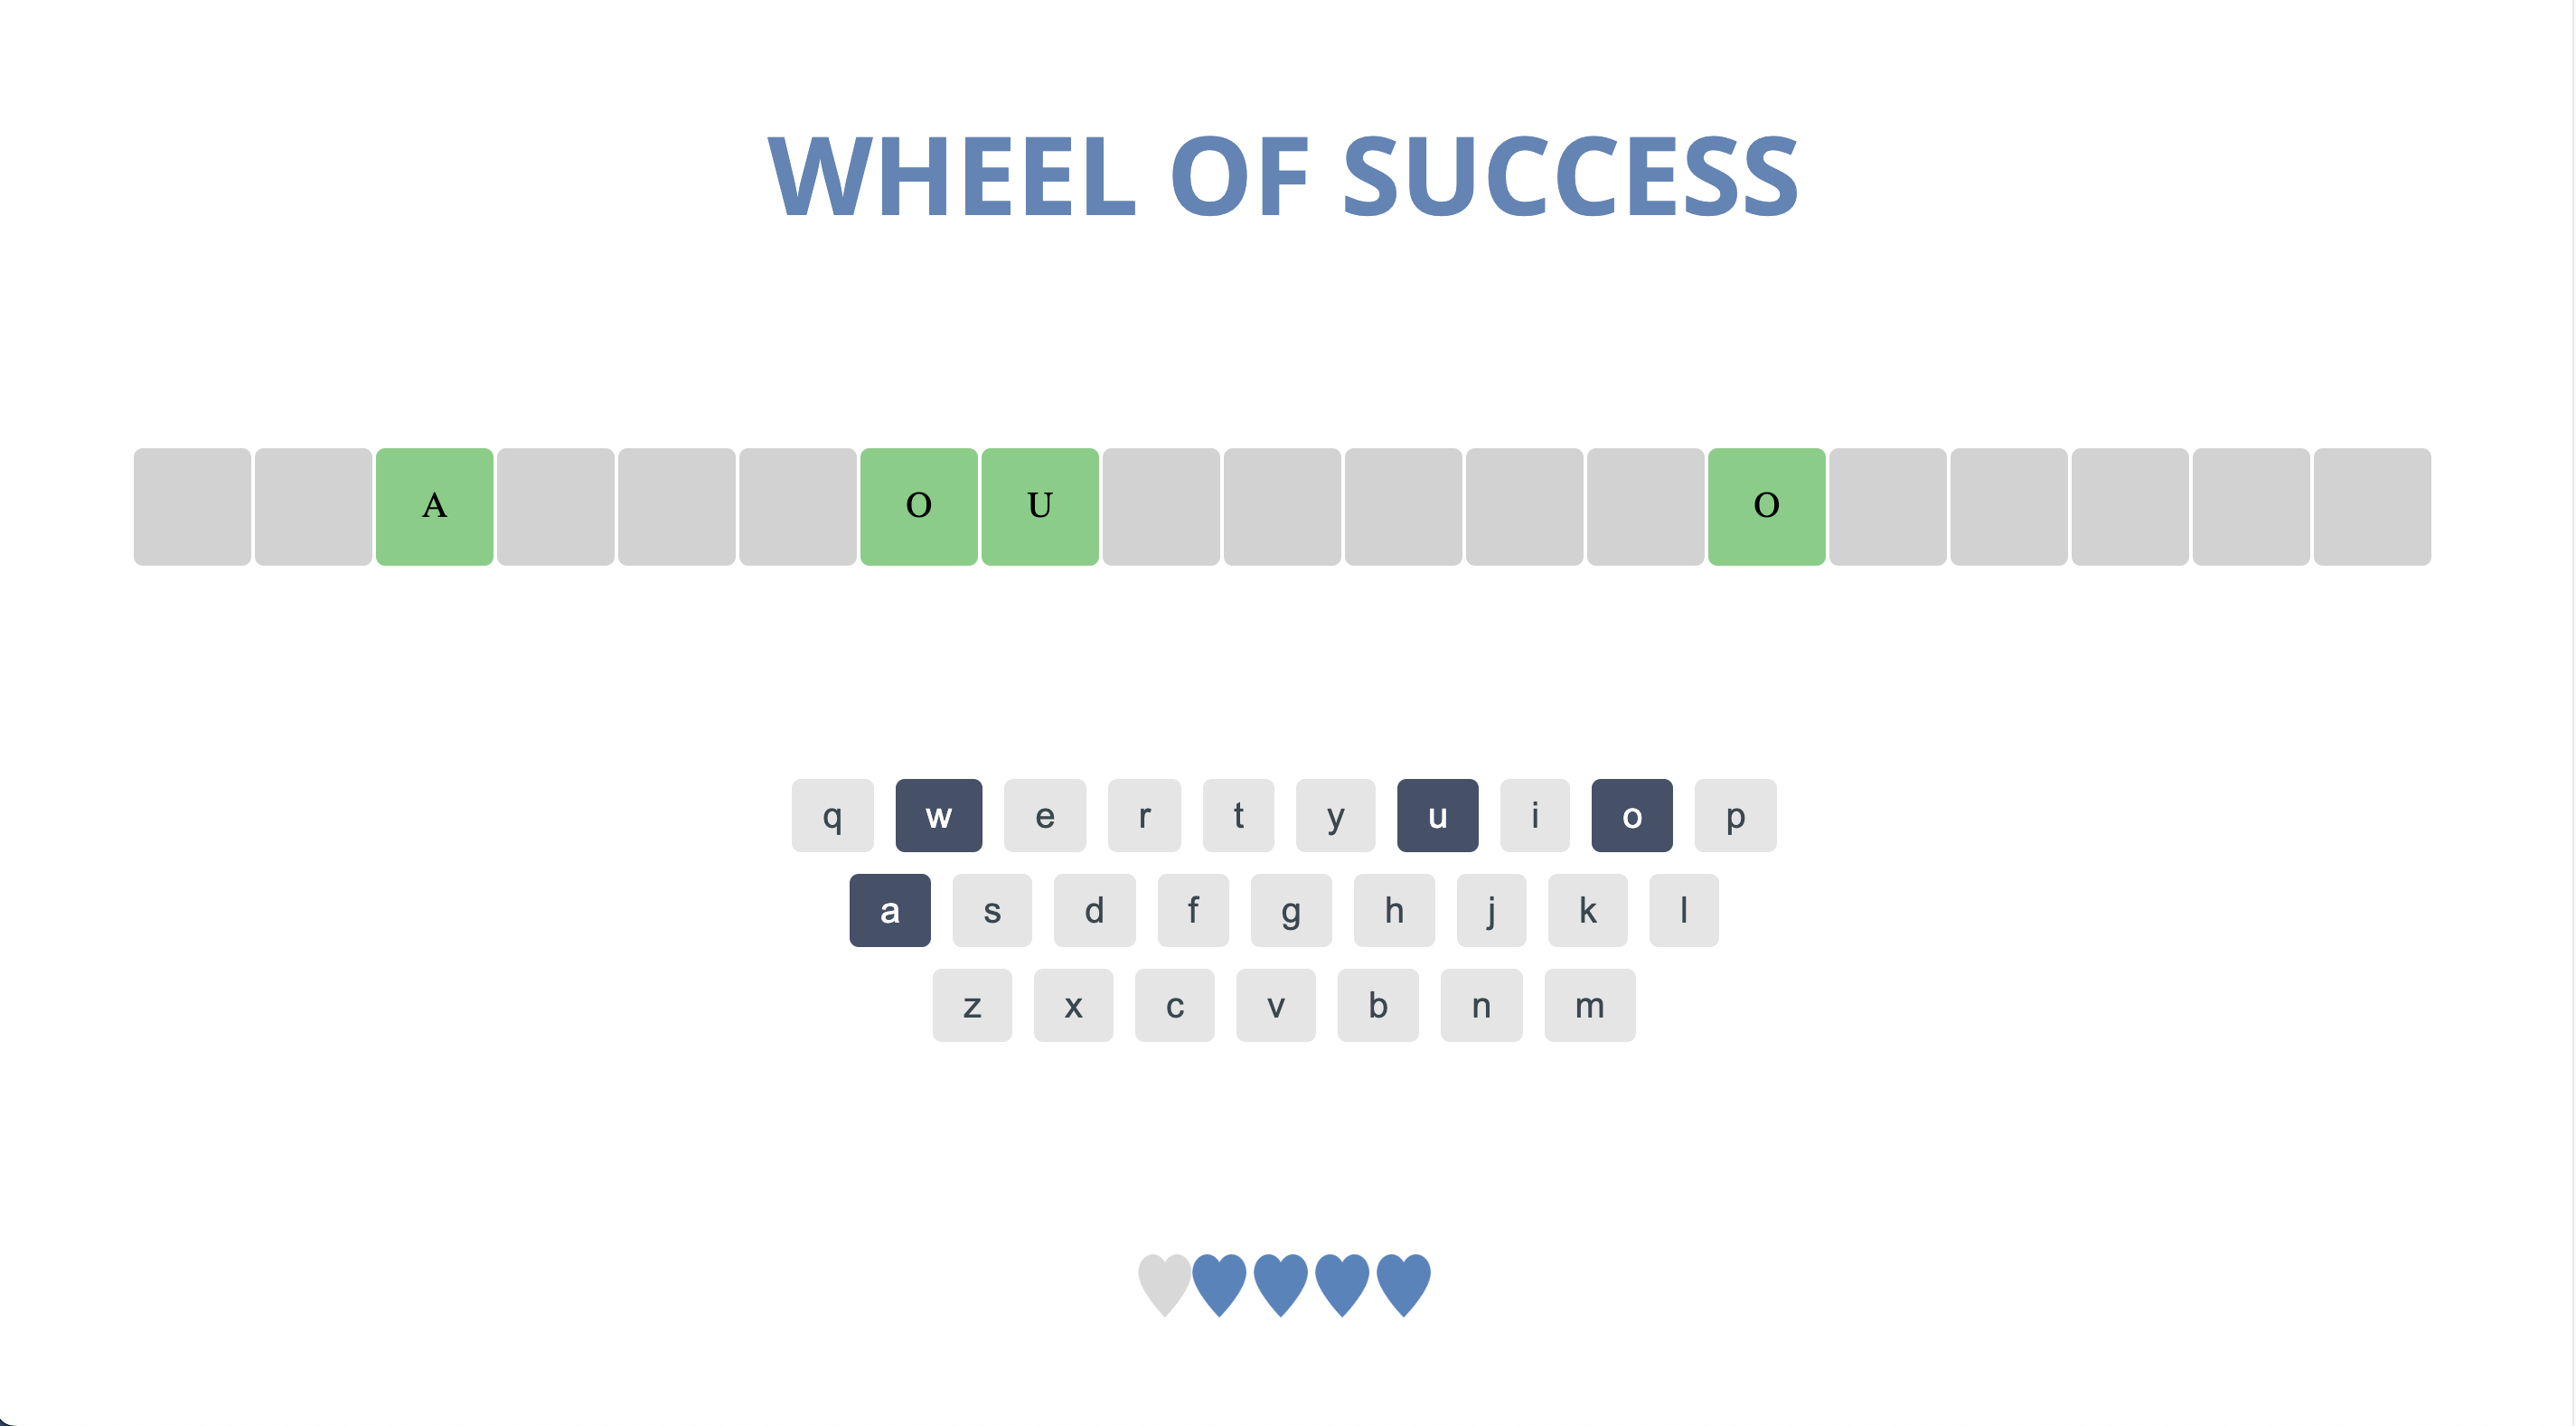 WHEEL OF SUCCESS
A O U O
q w e r t y u i o p
a s d f g h j k l
z x c v b n m